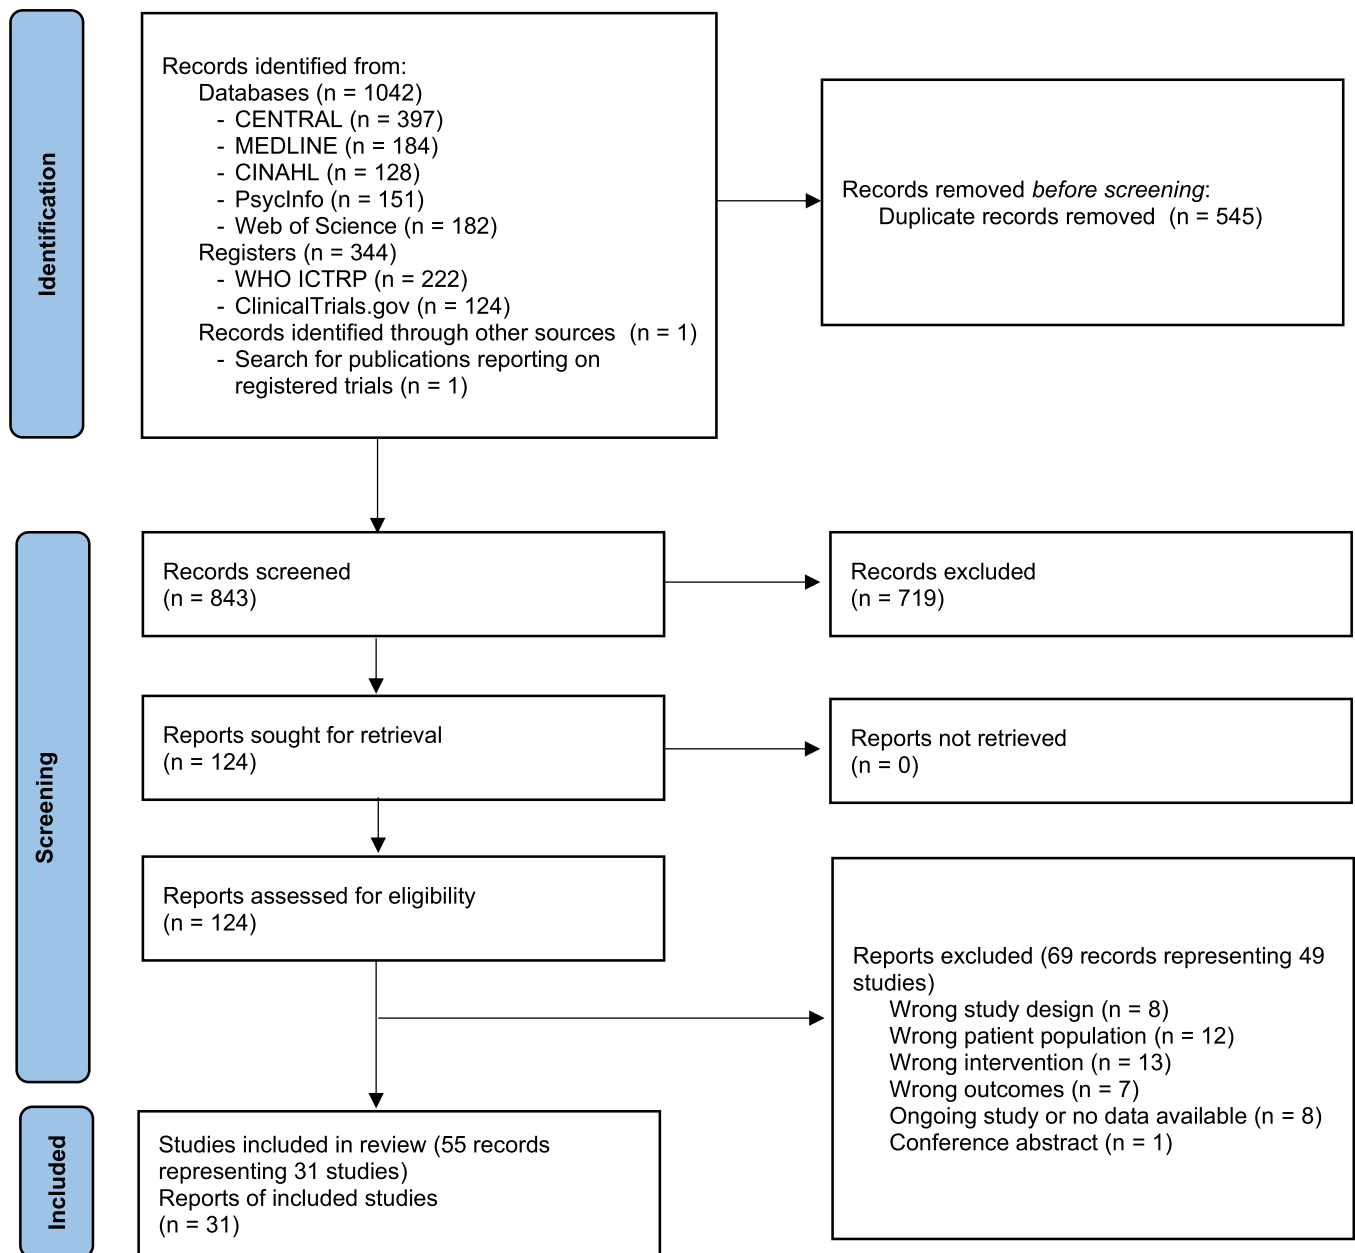 Identification
Records identified from:
Databases (n = 1042)
- CENTRAL (n = 397)
- MEDLINE (n = 184)
- CINAHL (n = 128)
- PsycInfo (n = 151)
- Web of Science (n = 182)
Registers (n = 344)
- WHO ICTRP (n = 222)
- ClinicalTrials.gov (n = 124)
Records identified through other sources (n = 1)
- Search for publications reporting on
registered trials (n = 1)
Records removed before screening:
Duplicate records removed (n = 545)
Screening
Records screened
(n = 843)
Records excluded
(n = 719)
Reports sought for retrieval
(n = 124)
Reports not retrieved
(n = 0)
Reports assessed for eligibility
(n = 124)
Reports excluded (69 records representing 49
studies)
Wrong study design (n = 8)
Wrong patient population (n = 12)
Wrong intervention (n = 13)
Wrong outcomes (n = 7)
Ongoing study or no data available (n = 8)
Conference abstract (n = 1)
Included
Studies included in review (55 records
representing 31 studies)
Reports of included studies
(n = 31)